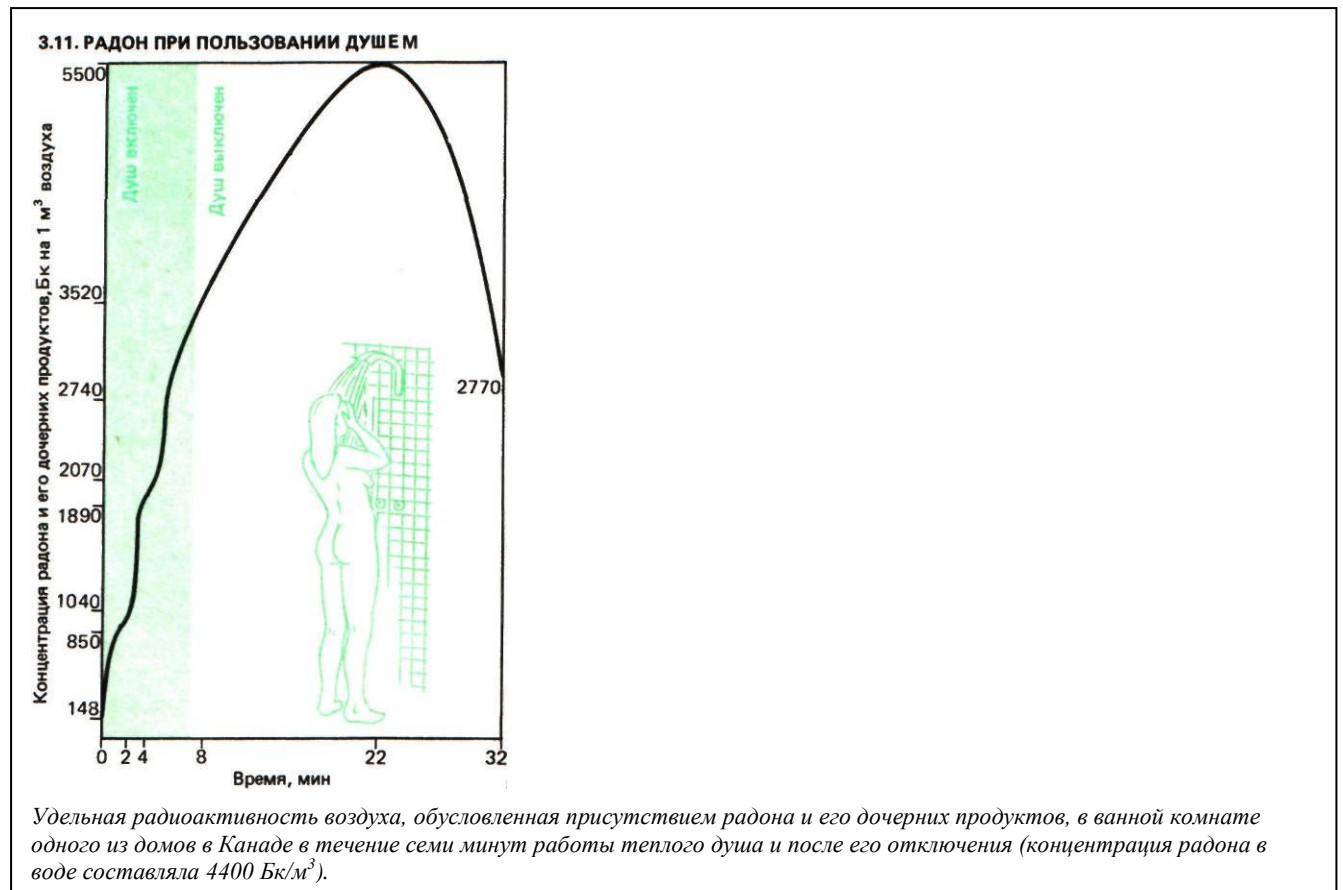 3.11. РАДОН ПРИ ПОЛЬЗОВАНИИ ДУШЕМ
5500
Душ включен
Душ выключен
Концентрация радона и его дочерних продуктов, Бк на 1 м³ воздуха
3520
2740
2770
2070
1890
1040
850
148
0 2 4 8 22 32
Время, мин
Удельная радиоактивность воздуха, обусловленная присутствием радона и его дочерних продуктов, в ванной комнате
одного из домов в Канаде в течение семи минут работы теплого душа и после его отключения (концентрация радона в
воде составляла 4400 Бк/м³).